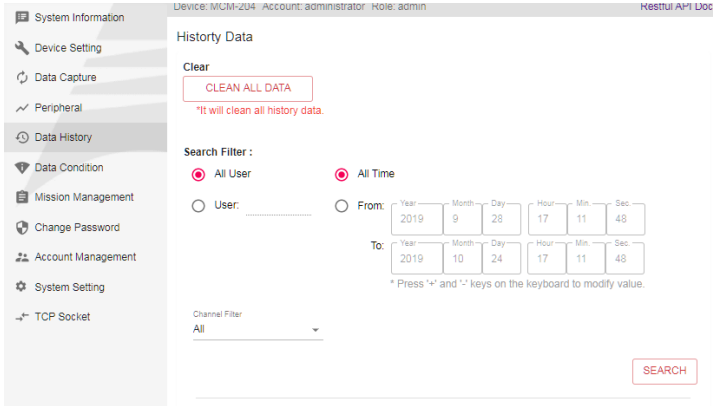 Device: MCM-204 Account: administrator Role: admin
Restful API Doc
System Information
Device Setting
Data Capture
Peripheral
Data History
Data Condition
Mission Management
Change Password
Account Management
System Setting
TCP Socket
Historty Data
Clear
CLEAN ALL DATA
*It will clean all history data.
Search Filter :
All User
All Time
User:
From:
Year Month Day Hour Min. Sec.
2019 9 28 17 11 48
To:
Year Month Day Hour Min. Sec.
2019 10 24 17 11 48
* Press '+' and '-' keys on the keyboard to modify value.
Channel Filter
All
SEARCH